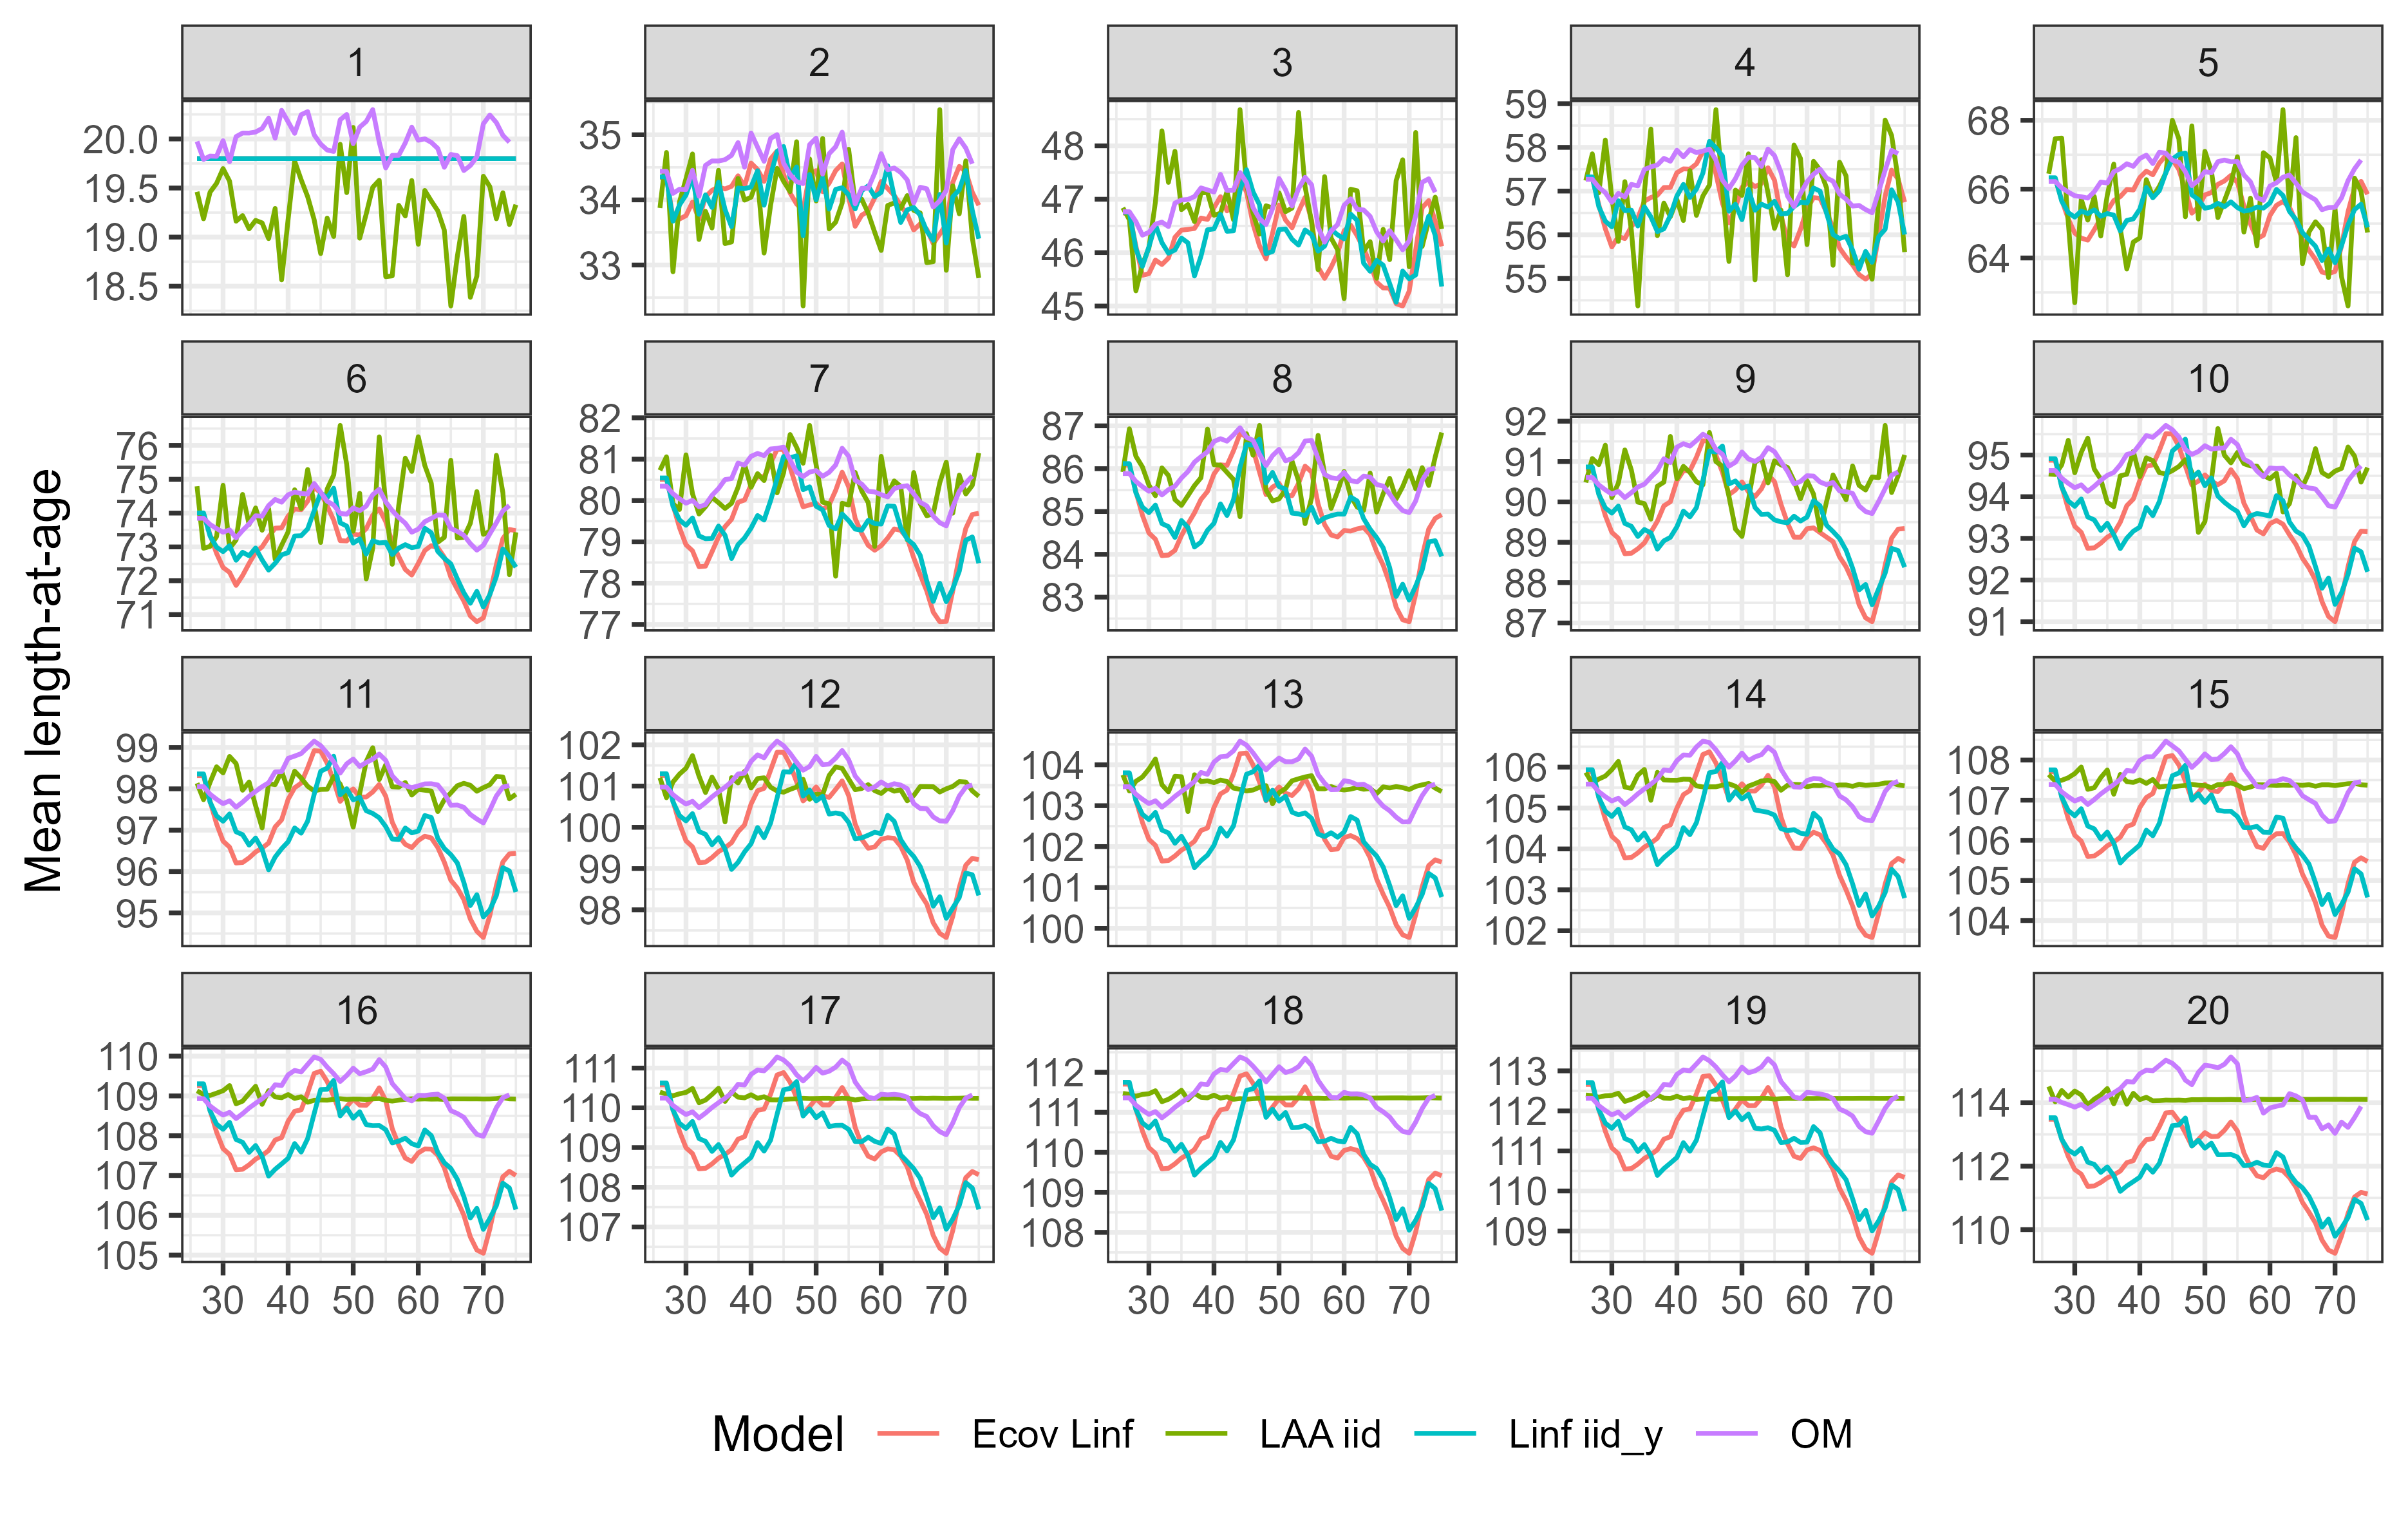 Mean length-at-age
1 2 3 4 5
20.0 19.5 19.0 18.5
35 34 33
48 47 46 45
59 58 57 56 55
68 66 64
6 7 8 9 10
76 75 74 73 72 71
82 81 80 79 78 77
87 86 85 84 83
92 91 90 89 88 87
95 94 93 92 91
11 12 13 14 15
99 98 97 96 95
102 101 100 99 98
104 103 102 101 100
106 105 104 103 102
108 107 106 105 104
16 17 18 19 20
110 109 108 107 106 105
111 110 109 108 107
112 111 110 109 108
113 112 111 110 109
114 112 110
30 40 50 60 70 30 40 50 60 70 30 40 50 60 70 30 40 50 60 70 30 40 50 60 70
Model Ecov Linf LAA iid Linf iid_y OM